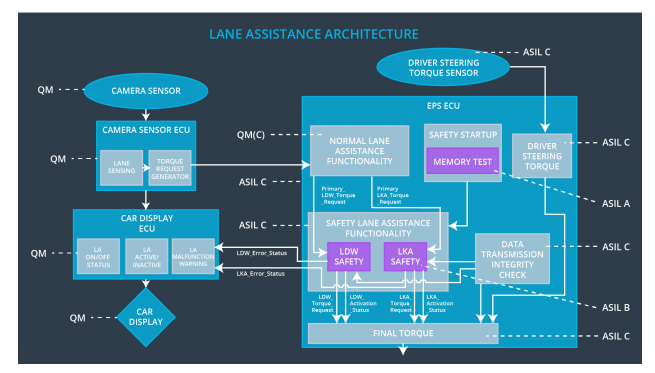 LANE ASSISTANCE ARCHITECTURE
DRIVER STEERING
TORQUE SENSOR
ASIL C
QM
CAMERA SENSOR
CAMERA SENSOR ECU
QM
LANE
SENSING
TORQUE
REQUEST
GENERATOR
CAR DISPLAY
ECU
QM
LA
ON/OFF
STATUS
LA
ACTIVE/
INACTIVE
LA
MALFUNCTION
WARNING
QM
CAR
DISPLAY
EPS ECU
QM(C)
NORMAL LANE
ASSISTANCE
FUNCTIONALITY
SAFETY STARTUP
MEMORY TEST
DRIVER
STEERING
TORQUE
ASIL C
ASIL A
ASIL C
Primary_
LDW_Torque
_Request
Primary
LKA_Torque
_Request
ASIL C
SAFETY LANE ASSISTANCE
FUNCTIONALITY
LDW
SAFETY
LKA
SAFETY
DATA
TRANSMISSION
INTEGRITY
CHECK
ASIL C
LDW_Error_Status
LKA_Error_Status
LDW_
Torque_
Request
LDW_
Activation
_Status
LKA_
Torque_
Request
LKA_
Activation
_Status
ASIL B
FINAL TORQUE
ASIL C